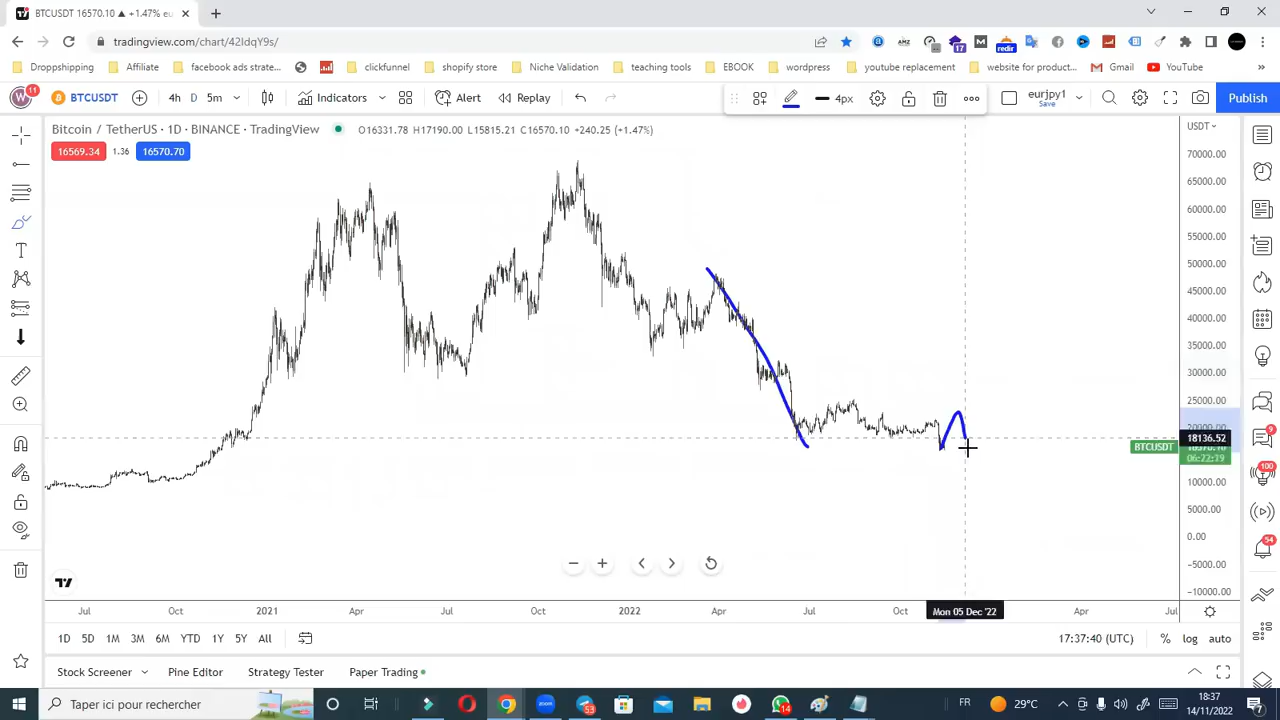 BTCUSDT 16570.10 ▲ +1.47% eu
tradingview.com/chart/42IdqY9s/
Droppshipping
Affiliate
facebook ads strate...
clickfunnel
shopify store
Niche Validation
teaching tools
EBOOK
wordpress
youtube replacement
website for product...
Gmail
YouTube
W 11
BTCUSDT
4h
D
5m
Indicators
Alert
Replay
4px
eurjpy1
Save
Publish
Bitcoin / TetherUS · 1D · BINANCE · TradingView
O16331.78 H17190.00 L15815.21 C16570.10 +240.25 (+1.47%)
16569.34
1.36
16570.70
USDT
70000.00
65000.00
60000.00
55000.00
50000.00
45000.00
40000.00
35000.00
30000.00
25000.00
18136.52
BTCUSDT
06:22:19
10000.00
5000.00
0.00
-5000.00
-10000.00
Jul
Oct
2021
Apr
Jul
Oct
2022
Apr
Jul
Oct
Mon 05 Dec '22
Apr
Jul
1D
5D
1M
3M
6M
YTD
1Y
5Y
All
17:37:40 (UTC)
%
log
auto
Stock Screener
Pine Editor
Strategy Tester
Paper Trading
Taper ici pour rechercher
FR
29°C
18:37
14/11/2022